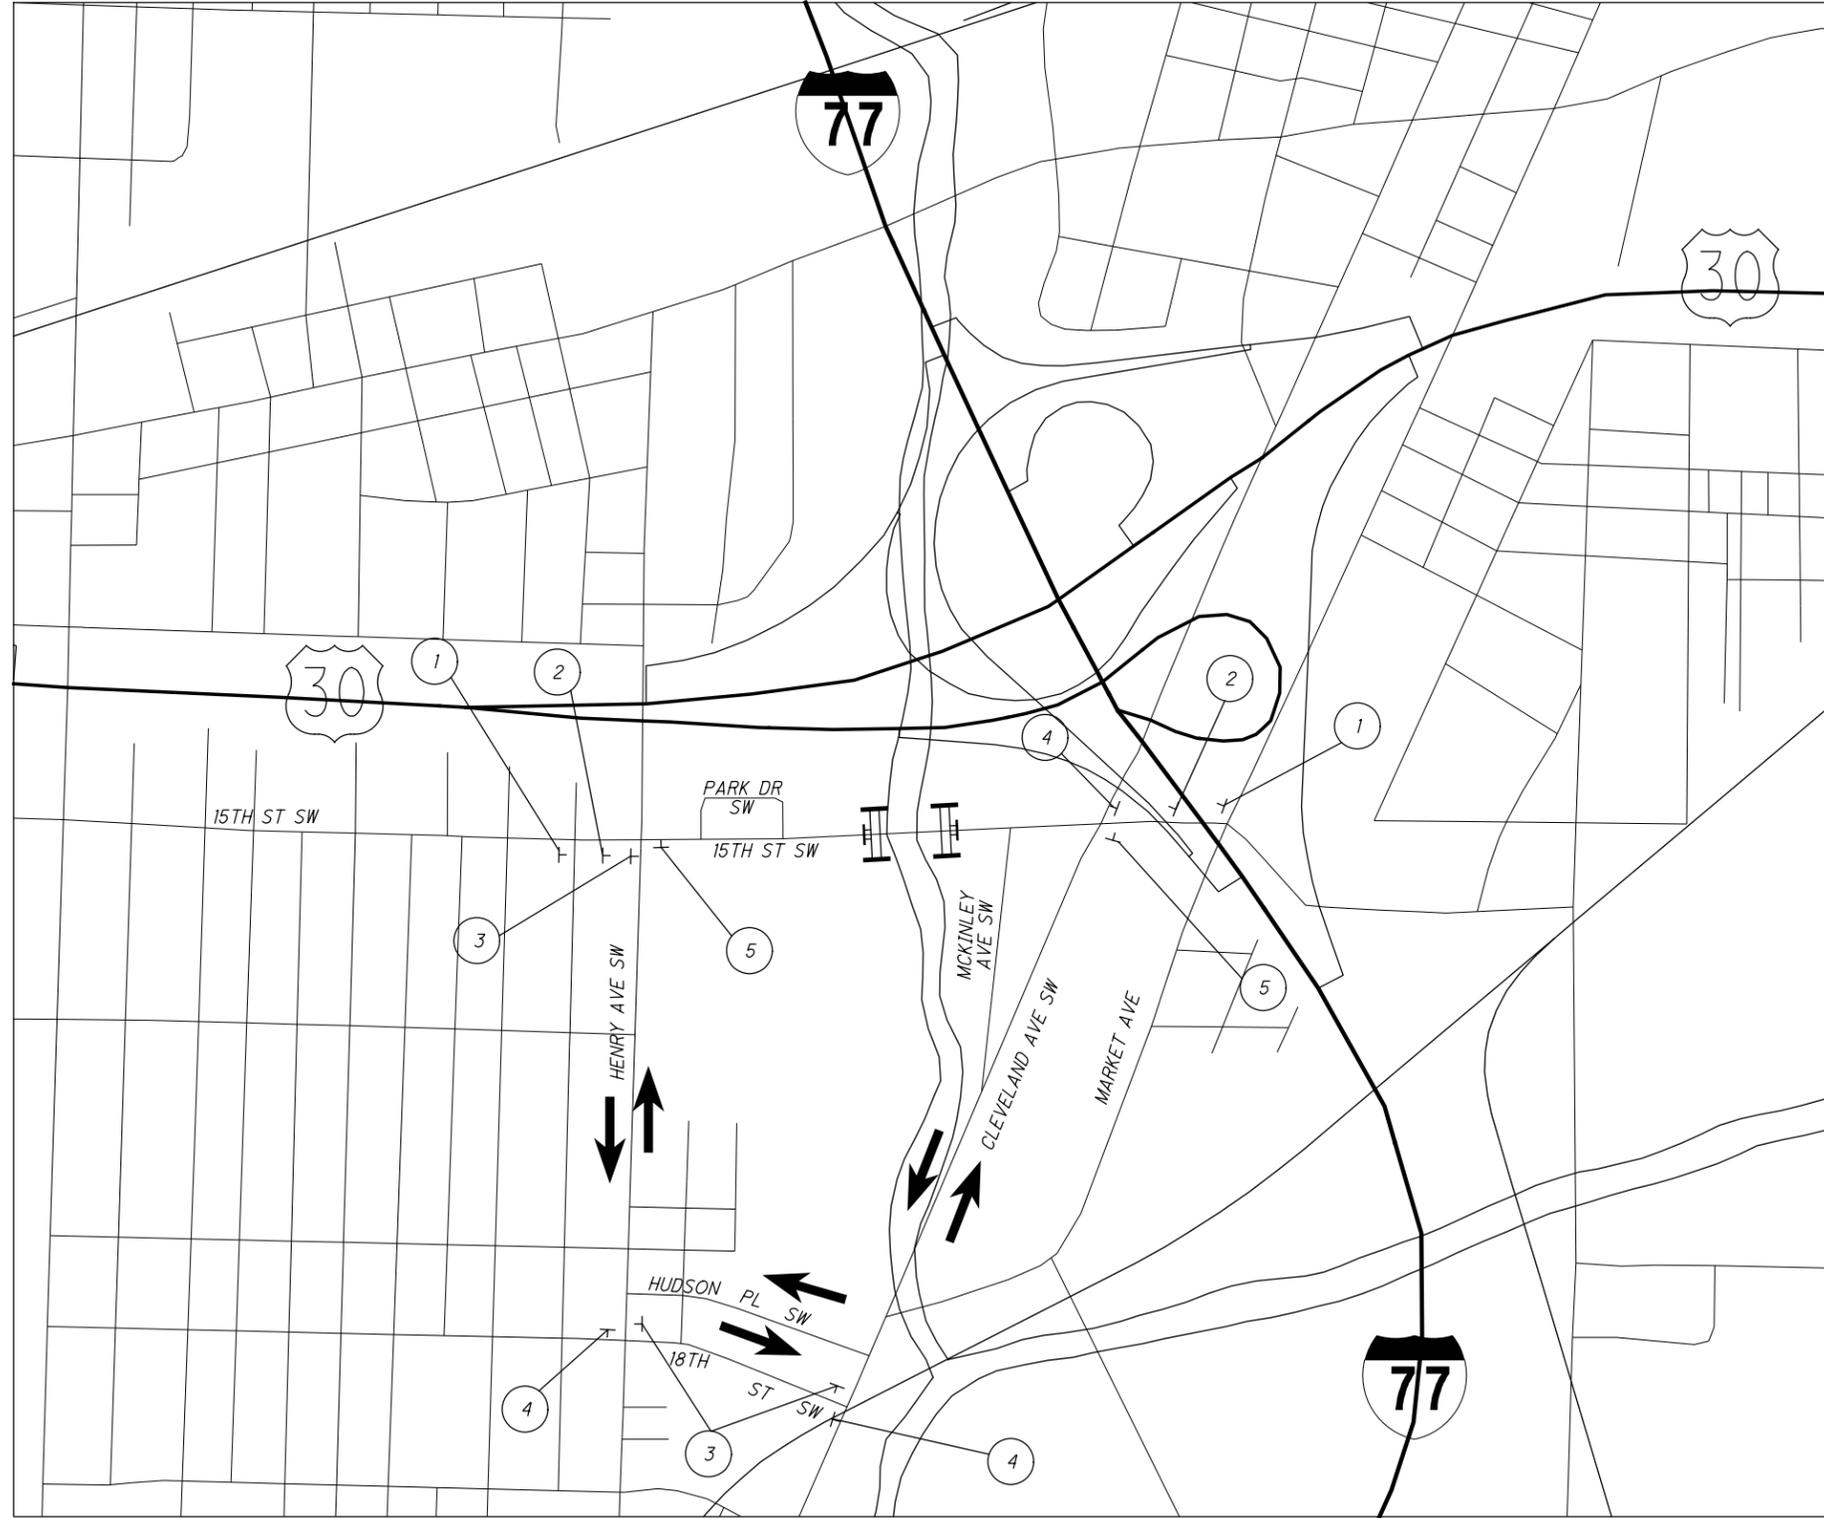 77
30
30
1
2
2
4
1
PARK DR
SW
15TH ST SW
15TH ST SW
3
5
MCKINLEY
AVE SW
HENRY AVE SW
CLEVELAND AVE SW
MARKET AVE
5
HUDSON PL SW
18TH ST SW
4
3
4
77